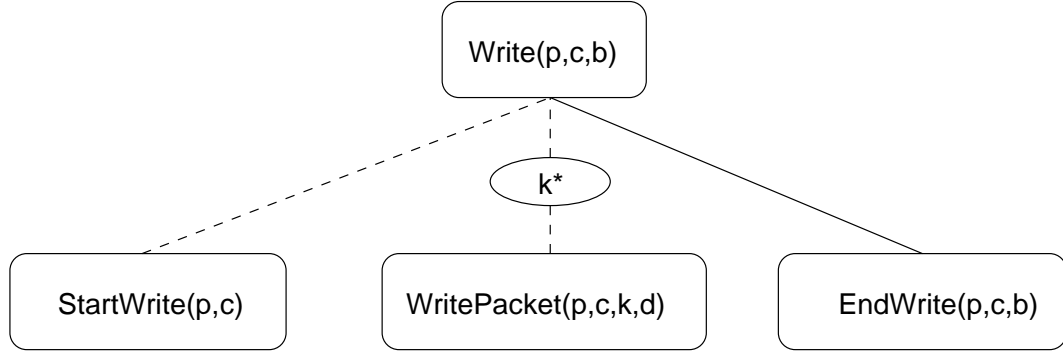 Write(p,c,b)
k*
StartWrite(p,c)
WritePacket(p,c,k,d)
EndWrite(p,c,b)